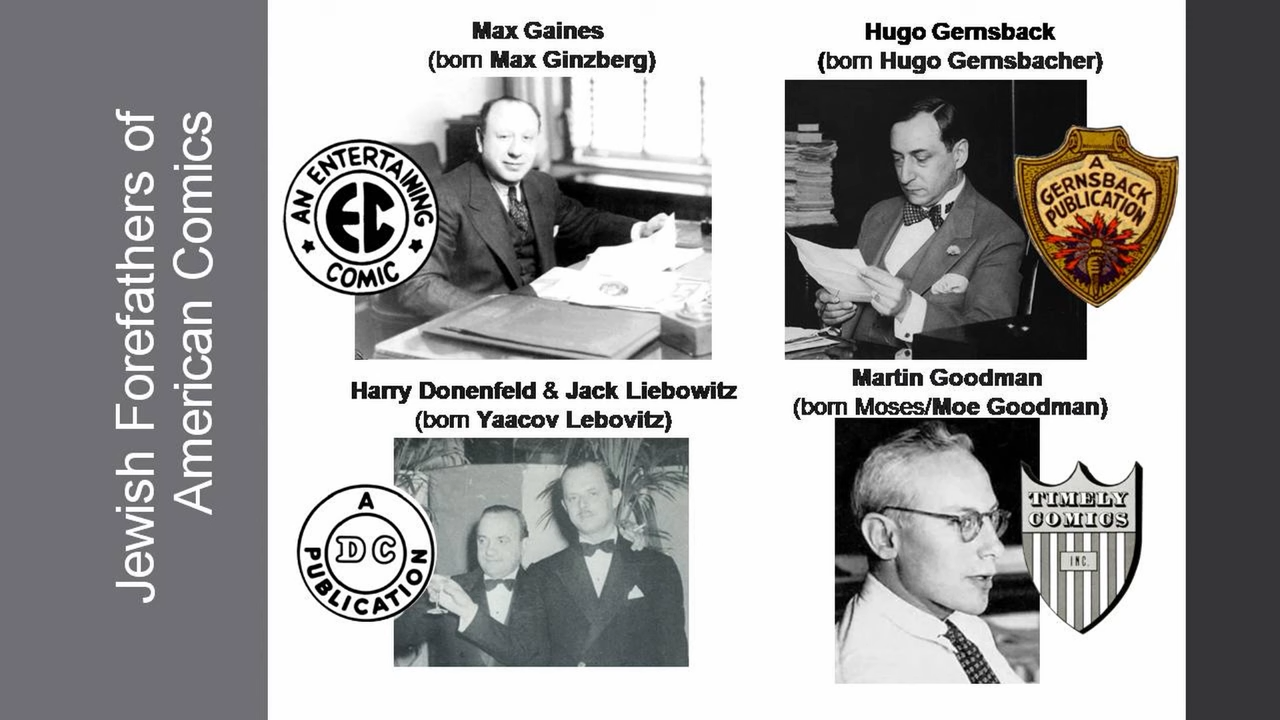 Jewish Forefathers of
American Comics
Max Gaines
(born Max Ginzberg)
AN ENTERTAINING
EC
COMIC
Hugo Gernsback
(born Hugo Gernsbacher)
A
GERNSBACK
PUBLICATION
Harry Donenfeld & Jack Liebowitz
(born Yaacov Lebovitz)
A
DC
PUBLICATION
Martin Goodman
(born Moses/Moe Goodman)
TIMELY
COMICS
INC.